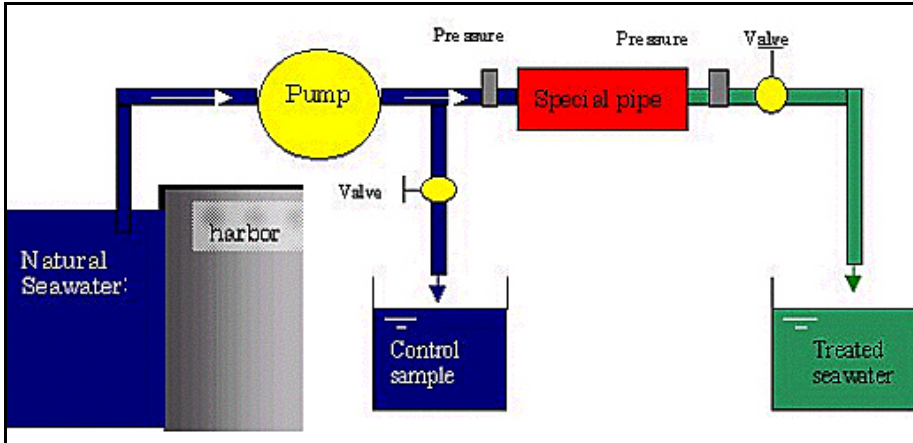 Pressure
Pressure
Valve
Pump
Special pipe
Valve
harbor
Natural
Seawater:
Control
sample
Treated
seawater